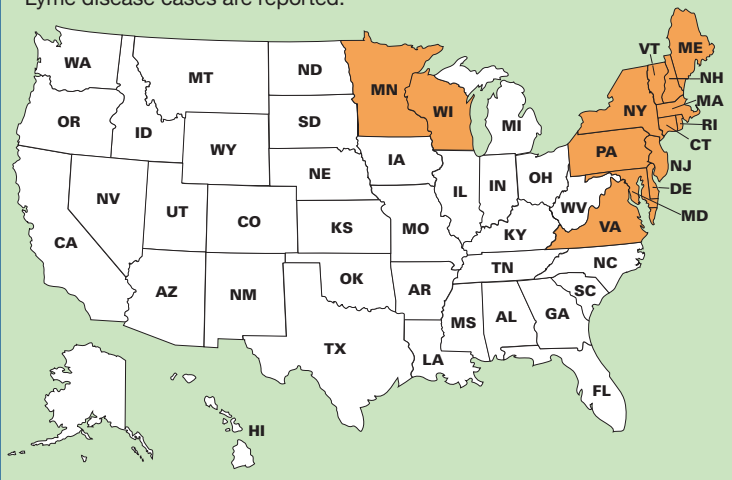 Lyme disease cases are reported.
WA
MT
ND
MN
VT
ME
NH
MA
RI
CT
OR
ID
SD
WI
MI
NY
WY
IA
PA
NJ
NE
IL
IN
OH
DE
NV
UT
CO
KS
MO
WV
MD
CA
KY
VA
AZ
NM
OK
AR
TN
NC
SC
MS
AL
GA
TX
LA
FL
HI